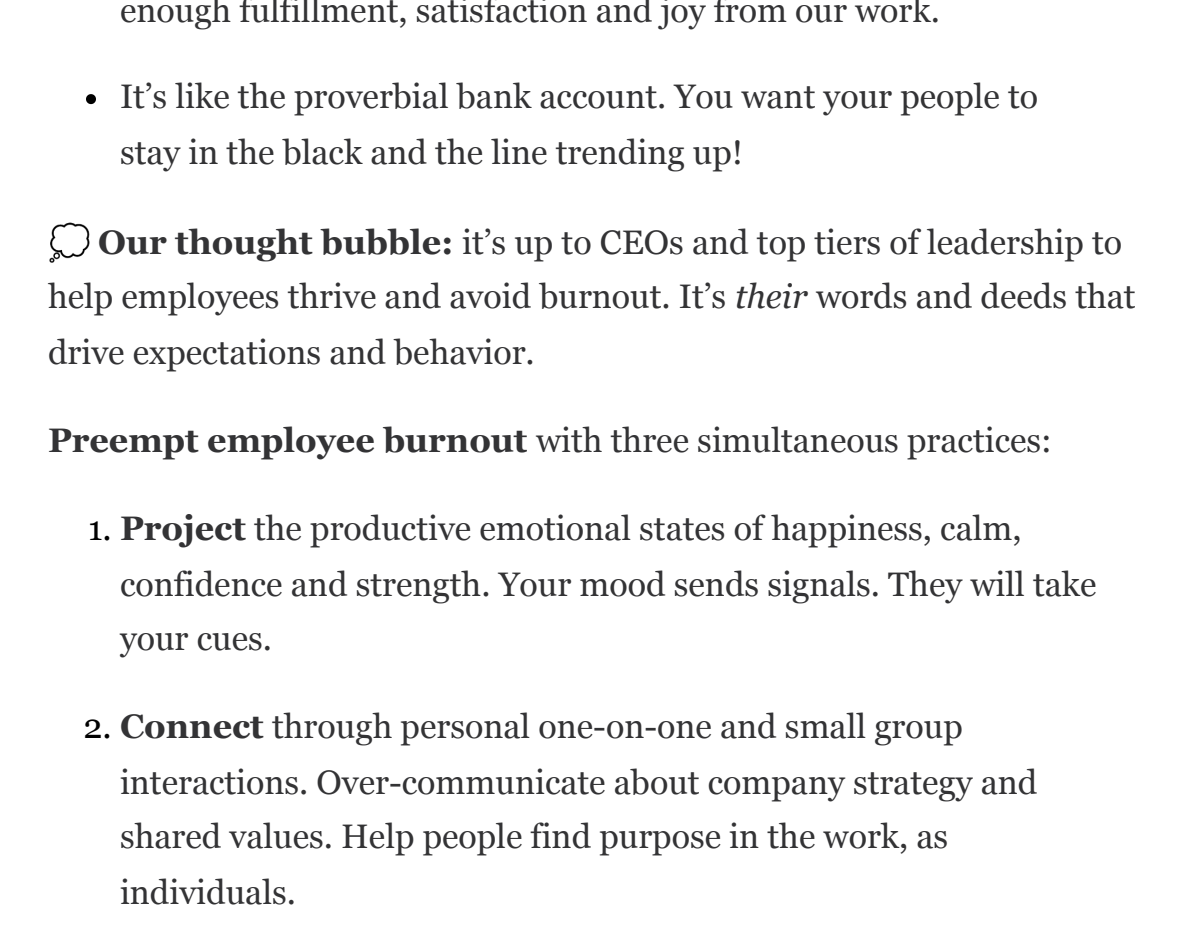 enough fulfillment, satisfaction and joy from our work.
• It’s like the proverbial bank account. You want your people to
stay in the black and the line trending up!
💭 Our thought bubble: it’s up to CEOs and top tiers of leadership to
help employees thrive and avoid burnout. It’s their words and deeds that
drive expectations and behavior.
Preempt employee burnout with three simultaneous practices:
1. Project the productive emotional states of happiness, calm,
confidence and strength. Your mood sends signals. They will take
your cues.
2. Connect through personal one-on-one and small group
interactions. Over-communicate about company strategy and
shared values. Help people find purpose in the work, as
individuals.